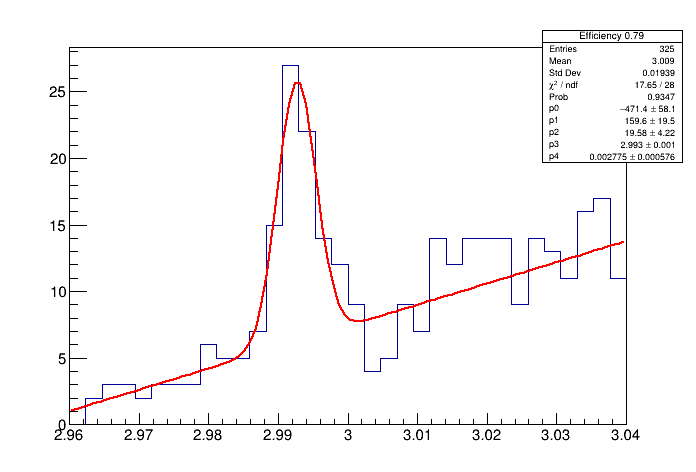 Efficiency 0.79
Entries 325
Mean 3.009
Std Dev 0.01939
χ² / ndf 17.65 / 28
Prob 0.9347
p0 −471.4 ± 58.1
p1 159.6 ± 19.5
p2 19.58 ± 4.22
p3 2.993 ± 0.001
p4 0.002775 ± 0.000576
25
20
15
10
5
0
2.96 2.97 2.98 2.99 3 3.01 3.02 3.03 3.04